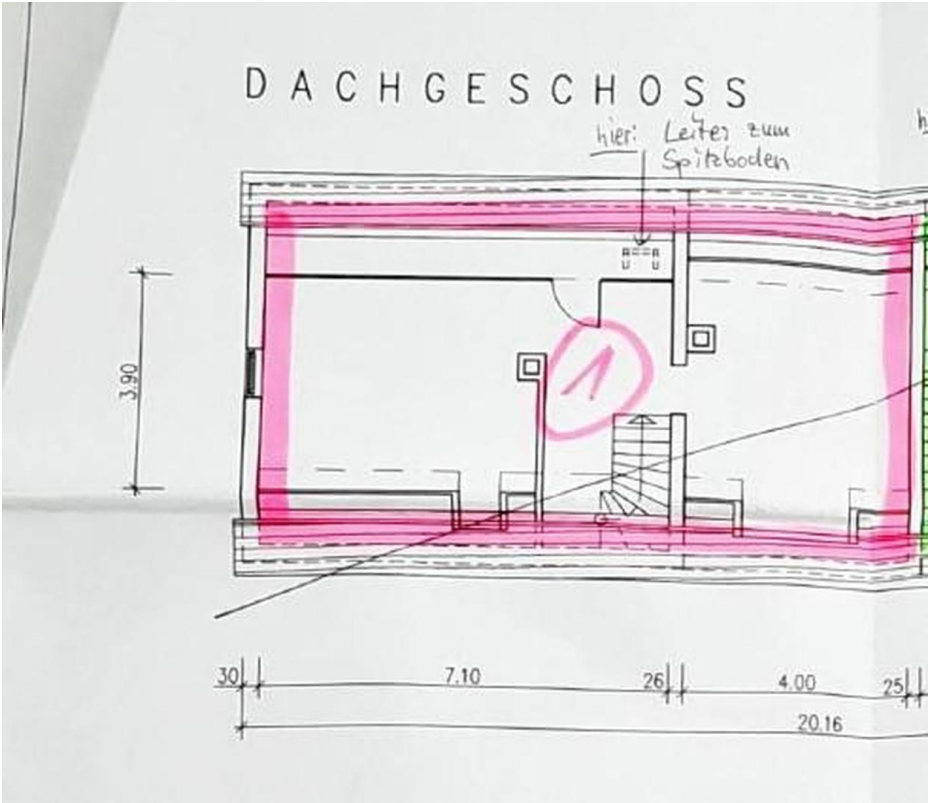 DACHGESCHOSS
hier: Leiter zum
Spitzboden
h
1
3.90
30
7.10
26
4.00
25
20.16